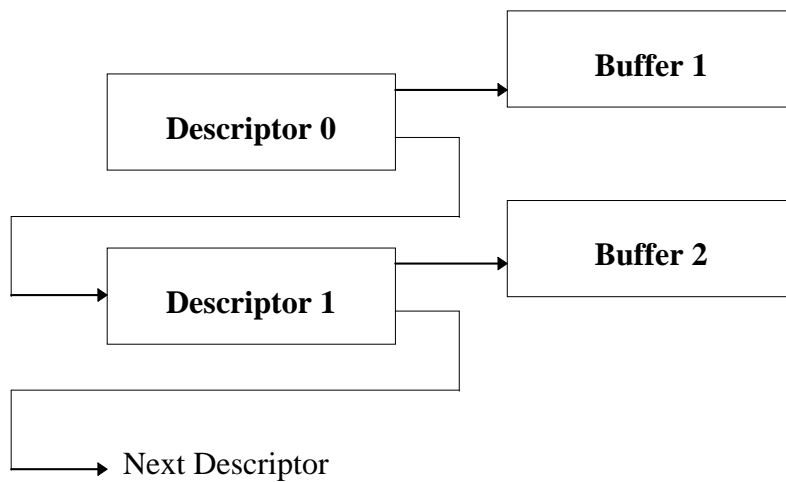 Buffer 1
Descriptor 0
Buffer 2
Descriptor 1
Next Descriptor